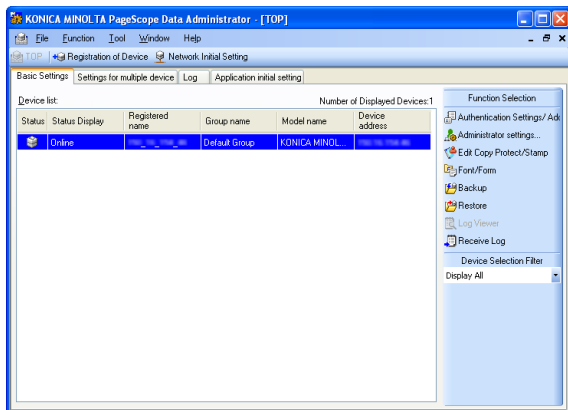 KONICA MINOLTA PageScope Data Administrator - [TOP]
File Function Tool Window Help
TOP Registration of Device Network Initial Setting
Basic Settings Settings for multiple device Log Application initial setting
Device list: Number of Displayed Devices:1
Status Status Display Registered name Group name Model name Device address
Online Default Group KONICA MINOL...
Function Selection
Authentication Settings/ Add
Administrator settings...
Edit Copy Protect/Stamp
Font/Form
Backup
Restore
Log Viewer
Receive Log
Device Selection Filter
Display All